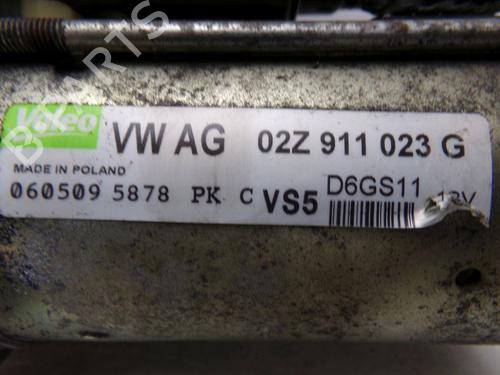 Valeo VW AG 02Z 911 023 G
MADE IN POLAND
060509 5878 PK C VS5 D6GS11 12V